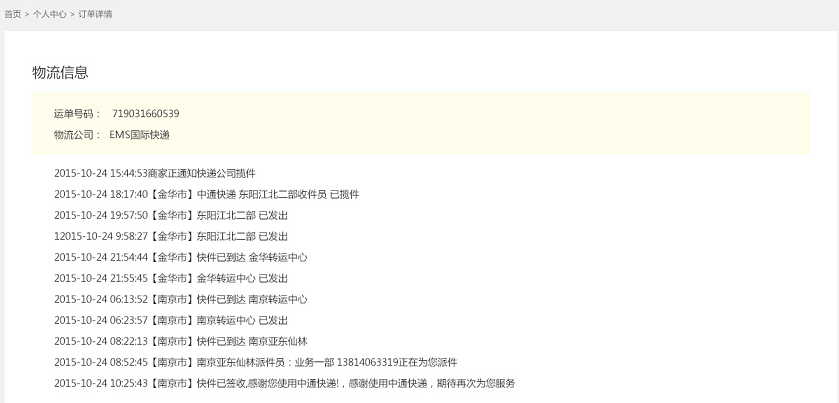 首页 > 个人中心 > 订单详情
物流信息
运单号码： 719031660539
物流公司： EMS国际快递
2015-10-24 15:44:53商家正通知快递公司揽件
2015-10-24 18:17:40【金华市】中通快递 东阳江北二部收件员 已揽件
2015-10-24 19:57:50【金华市】东阳江北二部 已发出
12015-10-24 9:58:27【金华市】东阳江北二部 已发出
2015-10-24 21:54:44【金华市】快件已到达 金华转运中心
2015-10-24 21:55:45【金华市】金华转运中心 已发出
2015-10-24 06:13:52【南京市】快件已到达 南京转运中心
2015-10-24 06:23:57【南京市】南京转运中心 已发出
2015-10-24 08:22:13【南京市】快件已到达 南京亚东仙林
2015-10-24 08:52:45【南京市】南京亚东仙林派件员：业务一部 13814063319正在为您派件
2015-10-24 10:25:43【南京市】快件已签收,感谢您使用中通快递!，感谢使用中通快递，期待再次为您服务